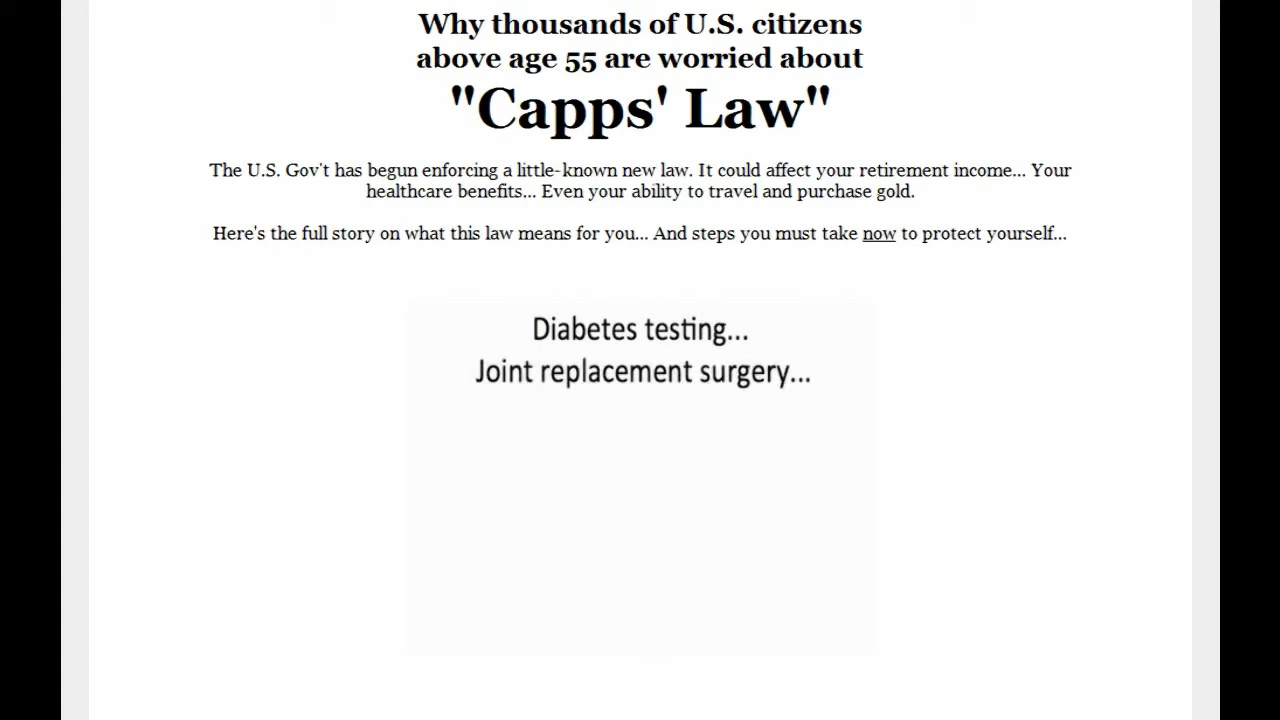 Why thousands of U.S. citizens
above age 55 are worried about
"Capps' Law"
The U.S. Gov't has begun enforcing a little-known new law. It could affect your retirement income... Your
healthcare benefits... Even your ability to travel and purchase gold.
Here's the full story on what this law means for you... And steps you must take now to protect yourself...
Diabetes testing...
Joint replacement surgery...